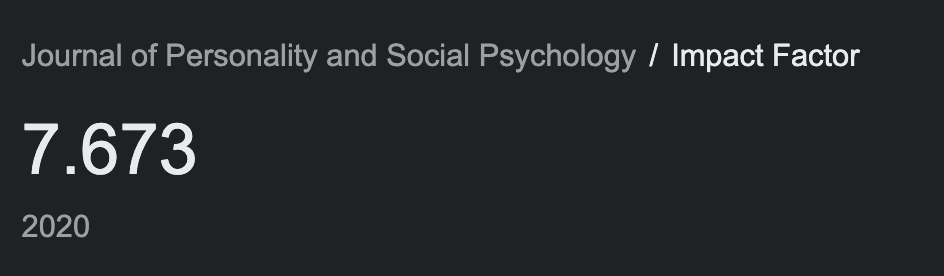 Journal of Personality and Social Psychology / Impact Factor
7.673
2020